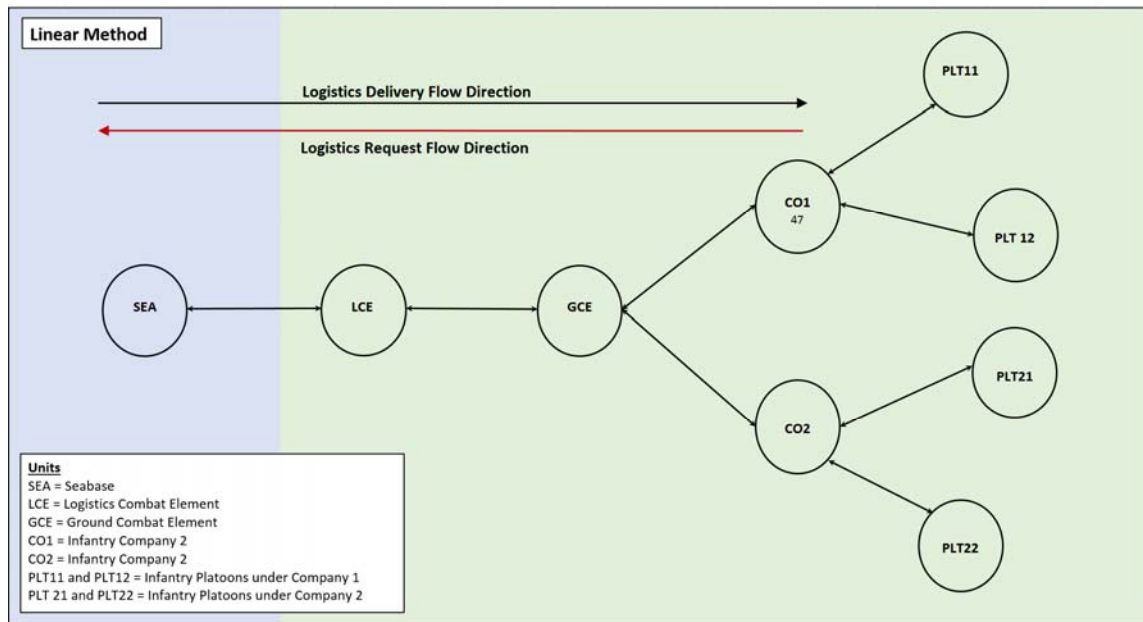 Linear Method
Logistics Delivery Flow Direction
Logistics Request Flow Direction
PLT11
CO1
47
PLT 12
SEA
LCE
GCE
PLT21
CO2
PLT22
Units
SEA = Seabase
LCE = Logistics Combat Element
GCE = Ground Combat Element
CO1 = Infantry Company 2
CO2 = Infantry Company 2
PLT11 and PLT12 = Infantry Platoons under Company 1
PLT 21 and PLT22 = Infantry Platoons under Company 2